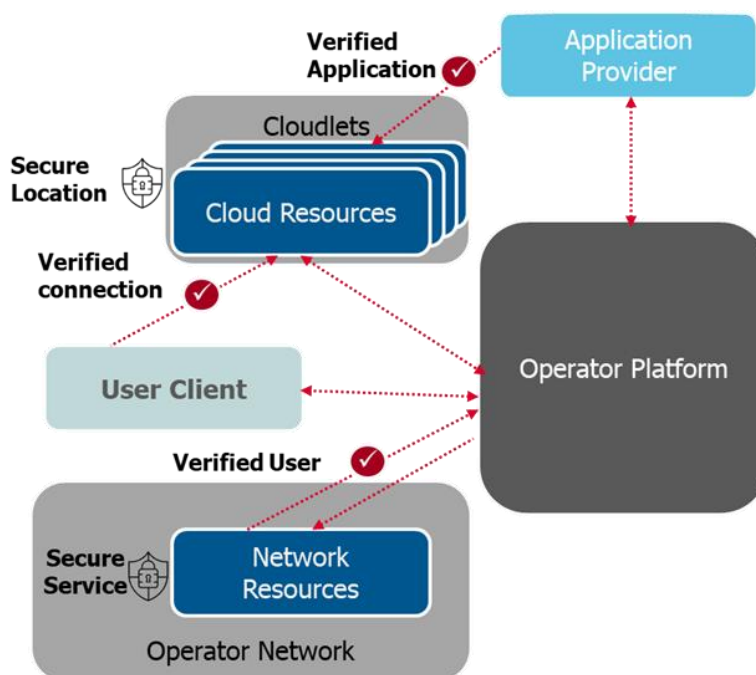 Verified
Application
Application
Provider
Cloudlets
Secure
Location
Cloud Resources
Verified
connection
User Client
Operator Platform
Verified User
Secure
Service
Network
Resources
Operator Network